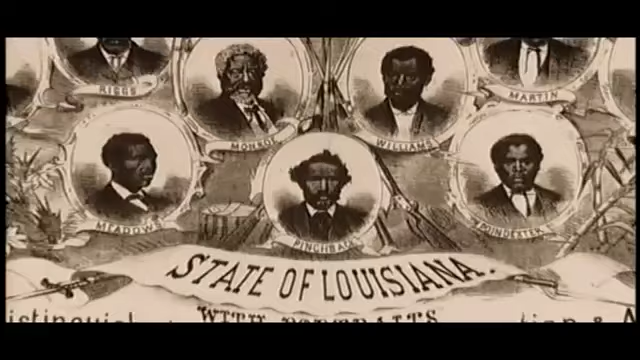 RIGGS
MARTIN
MONROE
WILLIAMS
MEADOWS
PINCHBACK
POINDEXTER
STATE OF LOUISIANA.
WITH PORTRAITS